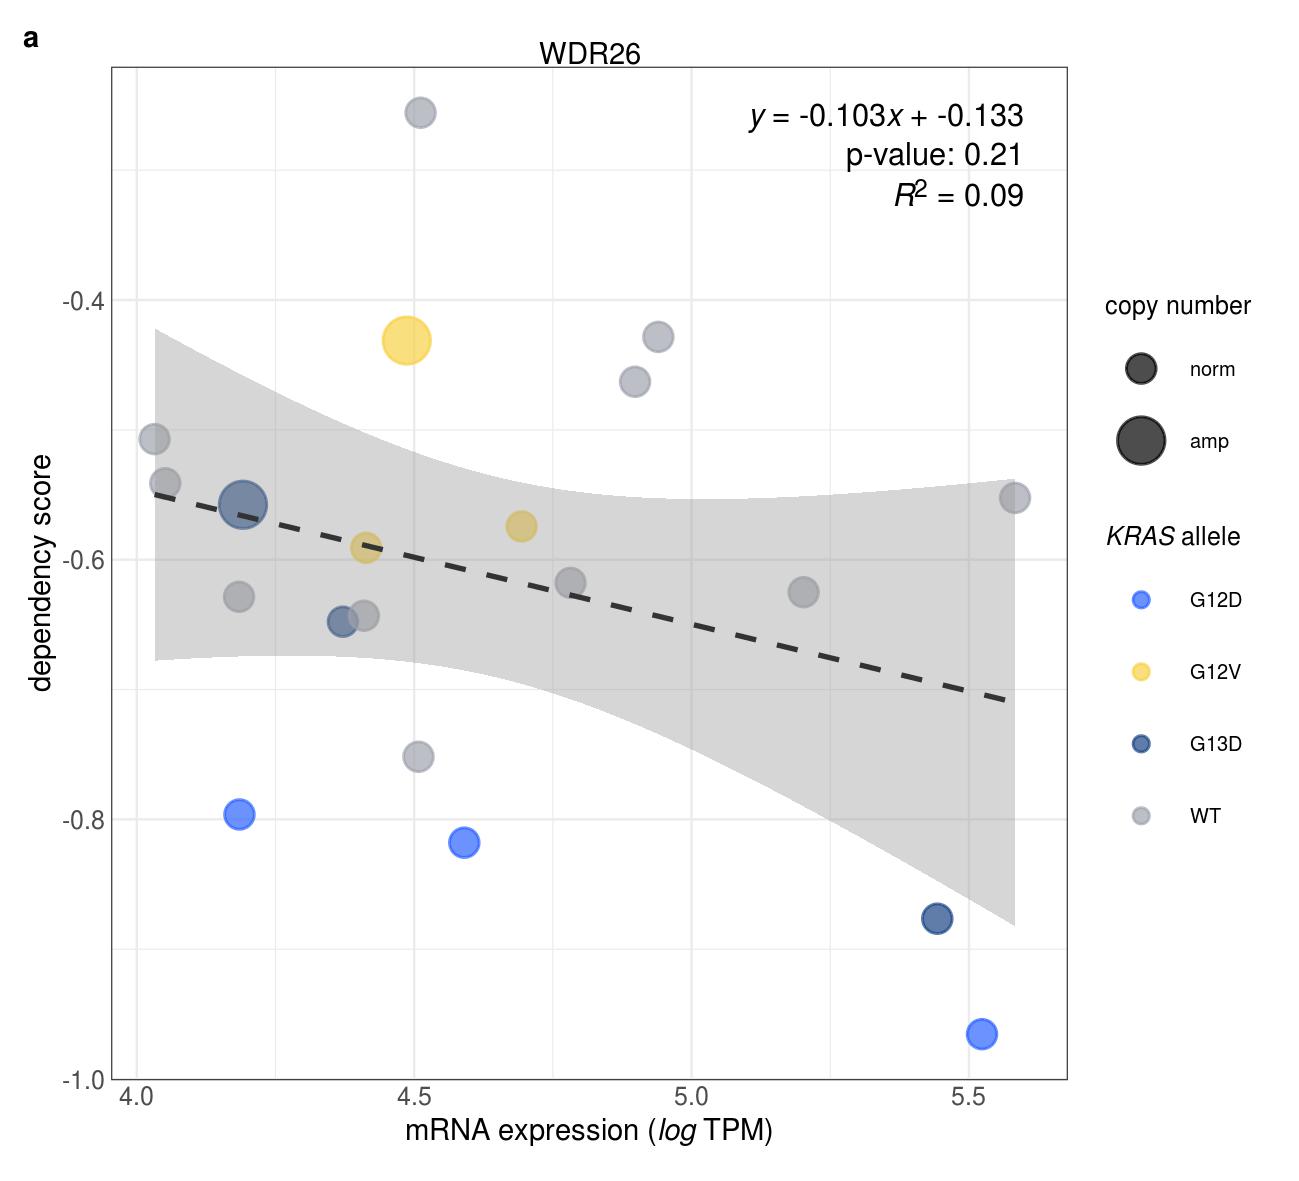 a
WDR26
y = -0.103x + -0.133
p-value: 0.21
R2 = 0.09
-0.4
-0.6
-0.8
-1.0
dependency score
4.0 4.5 5.0 5.5
mRNA expression (log TPM)
copy number
norm
amp
KRAS allele
G12D
G12V
G13D
WT